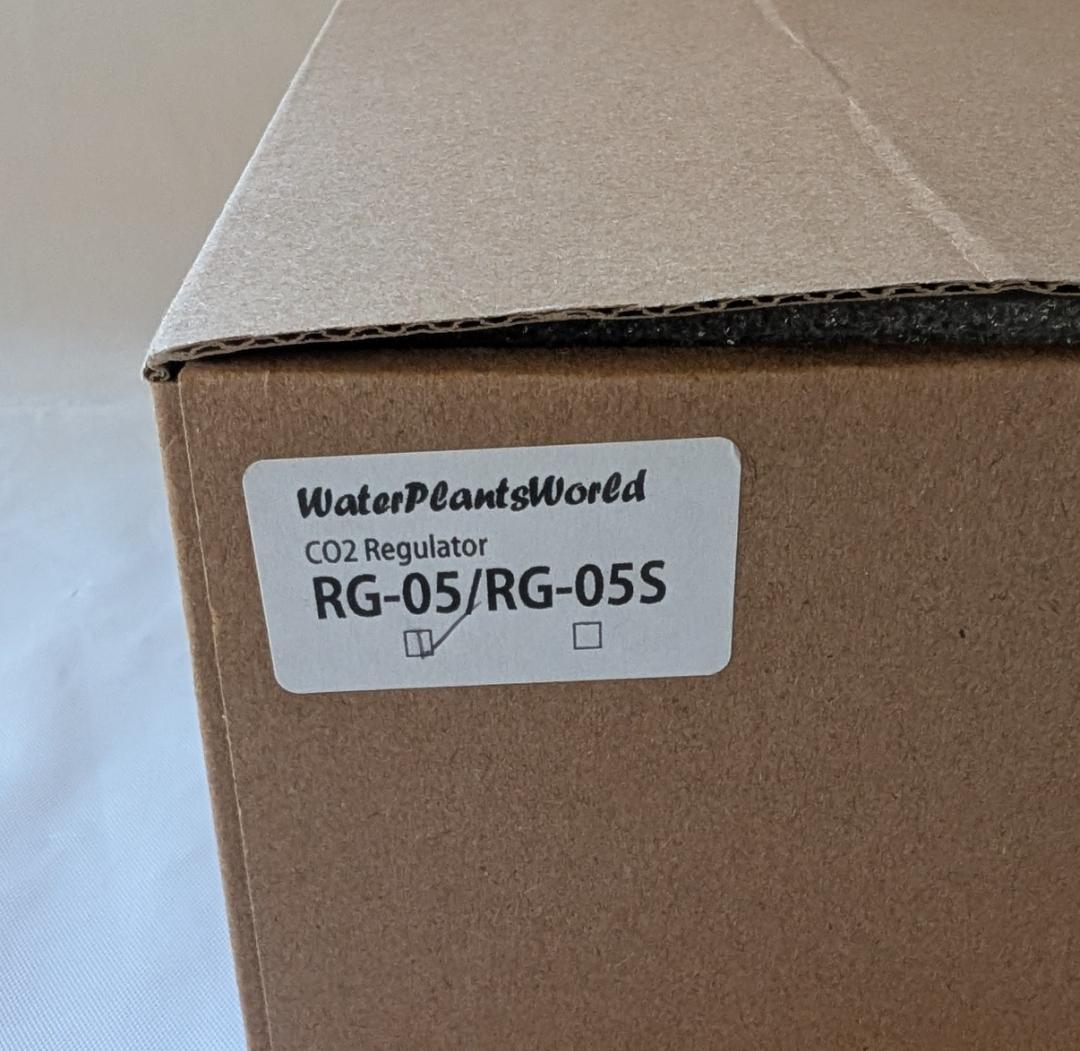 WaterPlantsWorld
CO2 Regulator
RG-05/RG-05S